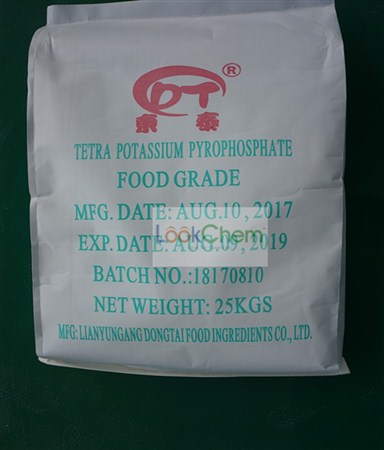 DT®
东泰
TETRA POTASSIUM PYROPHOSPHATE
FOOD GRADE
MFG. DATE: AUG.10, 2017
LookChem
EXP. DATE: AUG.09, 2019
BATCH NO.:18170810
NET WEIGHT: 25KGS
MFG: LIANYUNGANG DONGTAI FOOD INGREDIENTS CO., LTD.